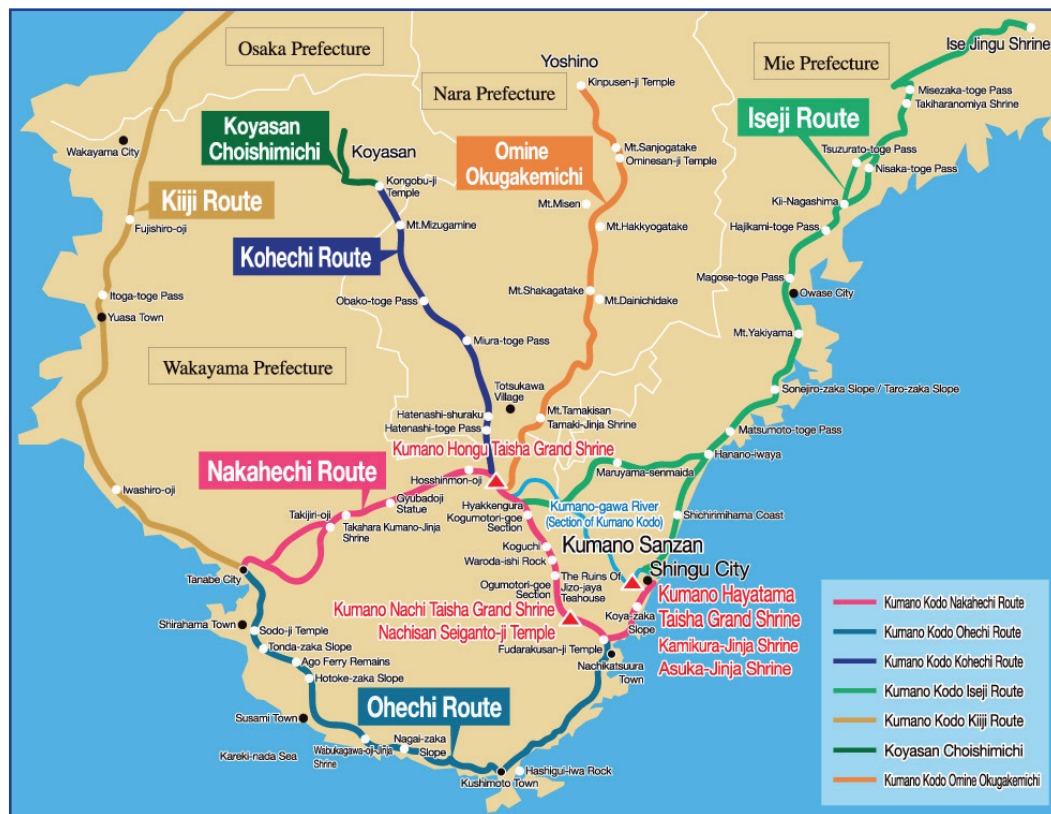 Osaka Prefecture
Nara Prefecture
Mie Prefecture
Wakayama Prefecture
Ise Jingu Shrine
Misezaka-toge Pass
Takiharanomiya Shrine
Iseji Route
Tsuzurato-toge Pass
Nisaka-toge Pass
Kii-Nagashima
Hajikami-toge Pass
Magose-toge Pass
Owase City
Mt.Yakiyama
Sonejiro-zaka Slope / Taro-zaka Slope
Matsumoto-toge Pass
Hanano-iwaya
Maruyama-senmaida
Shichirimihama Coast
Yoshino
Kinpusen-ji Temple
Omine
Okugakemichi
Mt.Sanjogatake
Ominesan-ji Temple
Mt.Misen
Mt.Hakkyogatake
Mt.Shakagatake
Mt.Dainichidake
Totsukawa
Village
Mt.Tamakisan
Tamaki-Jinja Shrine
Koyasan
Choishimichi
Koyasan
Kongobu-ji
Temple
Mt.Mizugamine
Kohechi Route
Obako-toge Pass
Miura-toge Pass
Hatenashi-shuraku
Hatenashi-toge Pass
Wakayama City
Kiiji Route
Fujishiro-oji
Itoga-toge Pass
Yuasa Town
Iwashiro-oji
Kumano Hongu Taisha Grand Shrine
Nakahechi Route
Hosshinmon-oji
Gyubadoji
Statue
Takijiri-oji
Takahara Kumano-Jinja
Shrine
Tanabe City
Hyakkengura
Kogumotori-goe
Section
Kumano-gawa River
(Section of Kumano Kodo)
Koguchi
Waroda-ishi Rock
Ogumotori-goe
Section
The Ruins Of
Jizo-jaya
Teahouse
Kumano Sanzan
Shingu City
Kumano Hayatama
Taisha Grand Shrine
Kamikura-Jinja Shrine
Asuka-Jinja Shrine
Koya-zaka
Slope
Kumano Nachi Taisha Grand Shrine
Nachisan Seiganto-ji Temple
Fudarakusan-ji Temple
Nachikatsuura
Town
Shirahama Town
Sodo-ji Temple
Tonda-zaka Slope
Ago Ferry Remains
Hotoke-zaka Slope
Susami Town
Ohechi Route
Kareki-nada Sea
Wabukagawa-oji-Jinja
Shrine
Nagai-zaka
Slope
Kushimoto Town
Hashigui-iwa Rock
Kumano Kodo Nakahechi Route
Kumano Kodo Ohechi Route
Kumano Kodo Kohechi Route
Kumano Kodo Iseji Route
Kumano Kodo Kiiji Route
Koyasan Choishimichi
Kumano Kodo Omine Okugakemichi